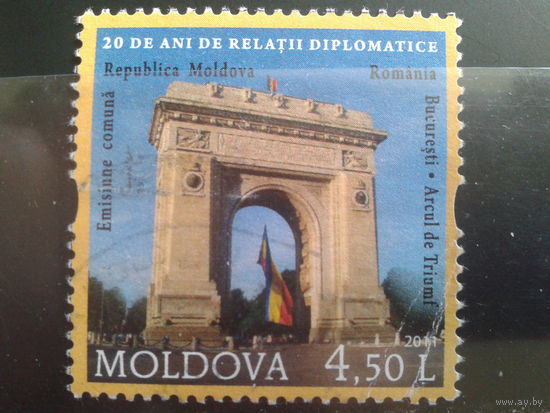 20 DE ANI DE RELAȚII DIPLOMATICE
Republica Moldova
România
Emisiune comună
București • Arcul de Triumf
2011
MOLDOVA
4,50 L
www.ay.by